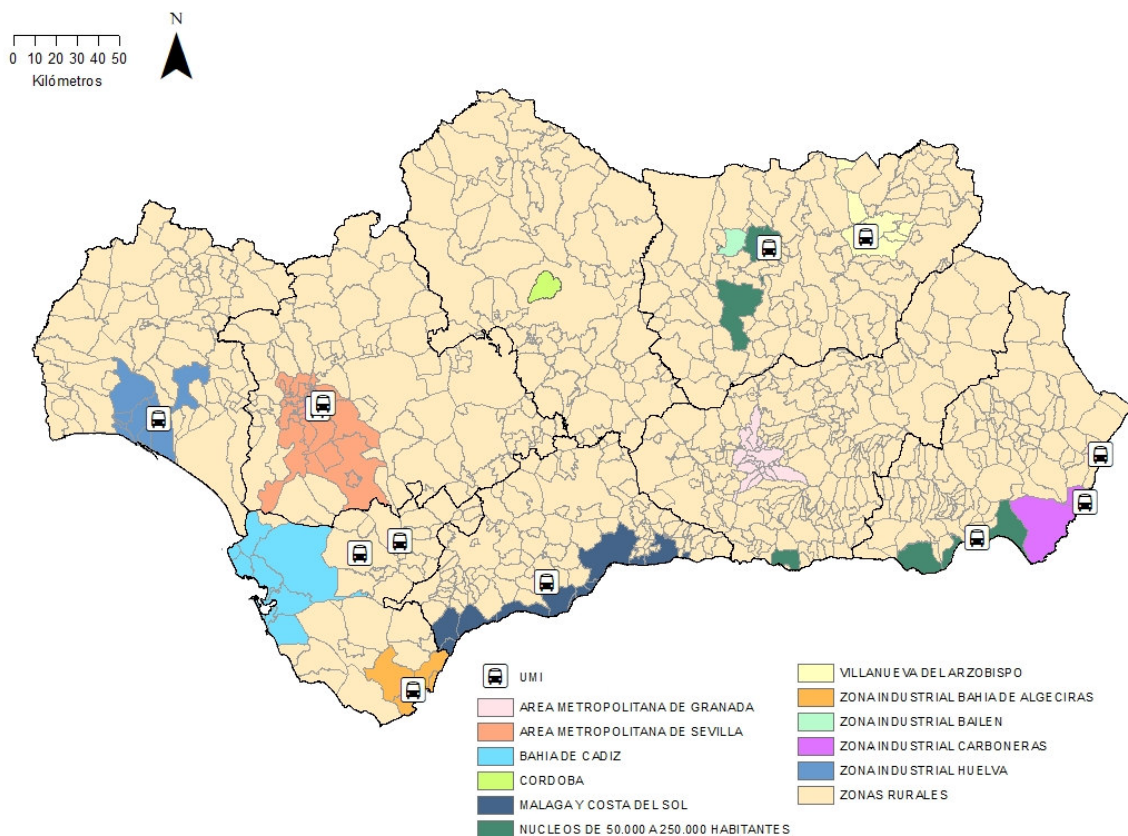 N
0 10 20 30 40 50
Kilómetros
UMI
AREA METROPOLITANA DE GRANADA
AREA METROPOLITANA DE SEVILLA
BAHIA DE CADIZ
CORDOBA
MALAGA Y COSTA DEL SOL
NUCLEOS DE 50.000 A 250.000 HABITANTES
VILLANUEVA DEL ARZOBISPO
ZONA INDUSTRIAL BAHIA DE ALGECIRAS
ZONA INDUSTRIAL BAILEN
ZONA INDUSTRIAL CARBONERAS
ZONA INDUSTRIAL HUELVA
ZONAS RURALES